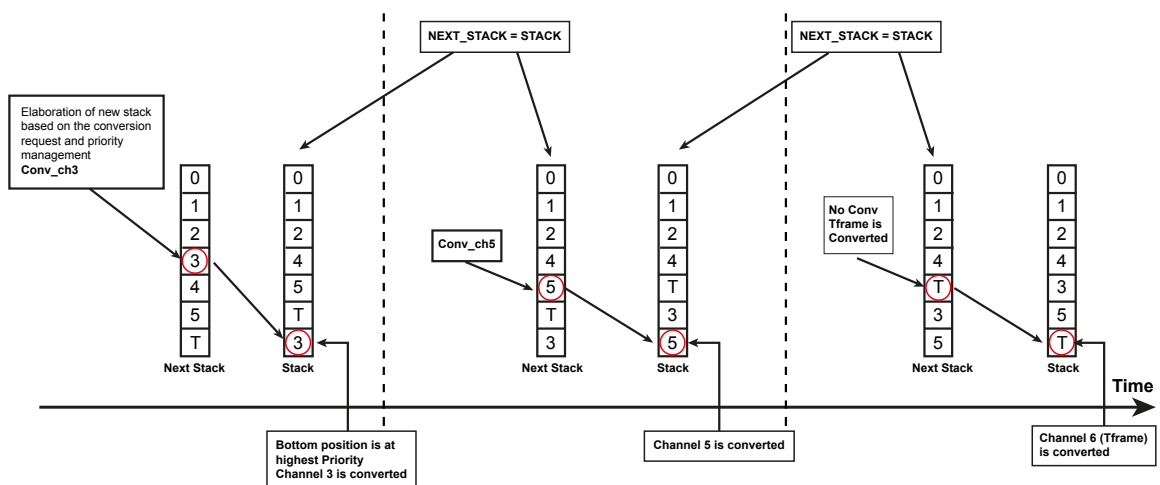 NEXT_STACK = STACK
NEXT_STACK = STACK
Elaboration of new stack
based on the conversion
request and priority
management
Conv_ch3
0
1
2
3
4
5
T
Next Stack
0
1
2
4
5
T
3
Stack
Conv_ch5
0
1
2
4
5
T
3
Next Stack
0
1
2
4
T
3
5
Stack
No Conv
Tframe is
Converted
0
1
2
4
T
3
5
Next Stack
0
1
2
4
3
5
T
Stack
Time
Bottom position is at
highest Priority
Channel 3 is converted
Channel 5 is converted
Channel 6 (Tframe)
is converted